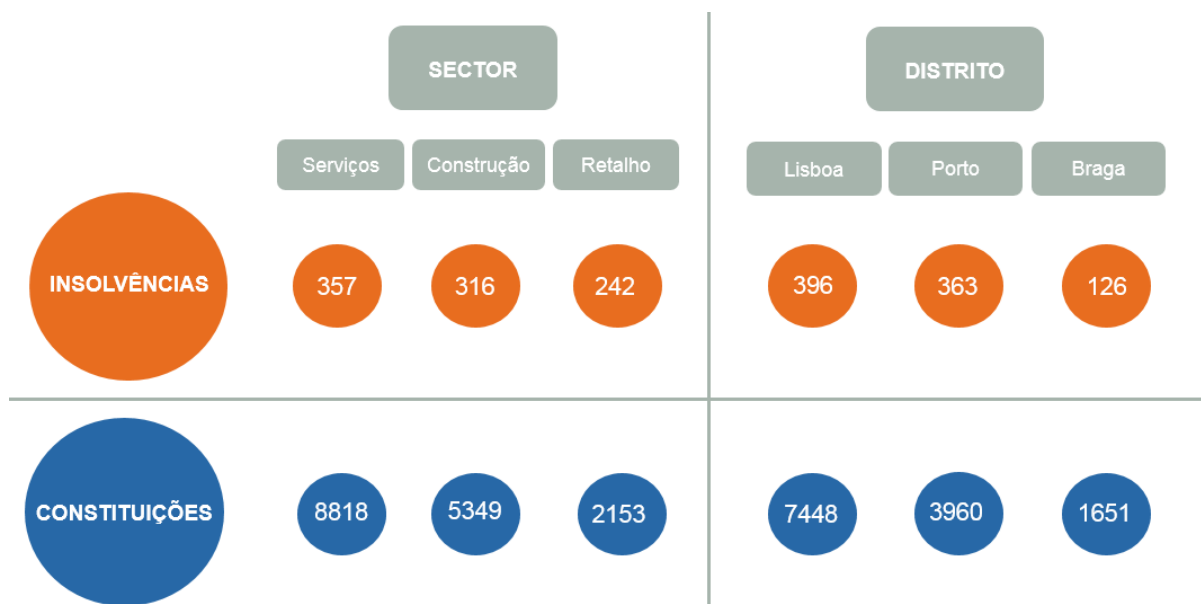 SECTOR
DISTRITO
Serviços
Construção
Retalho
Lisboa
Porto
Braga
INSOLVÊNCIAS
357
316
242
396
363
126
CONSTITUIÇÕES
8818
5349
2153
7448
3960
1651